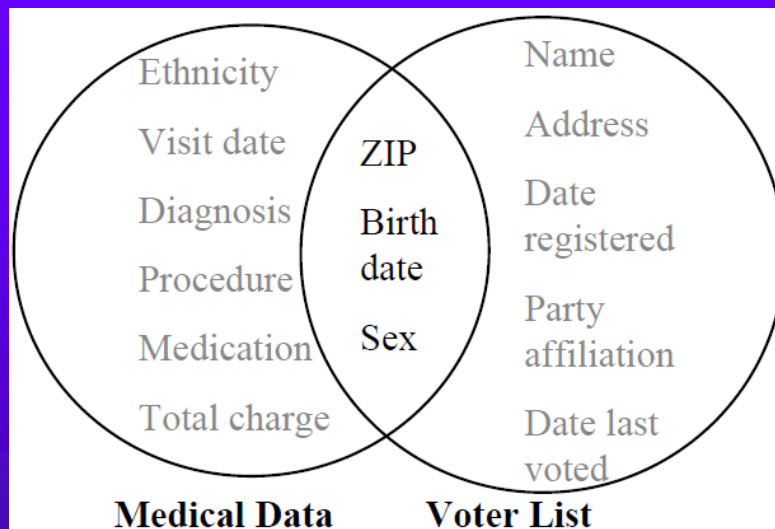 Ethnicity
Visit date
Diagnosis
Procedure
Medication
Total charge
ZIP
Birth
date
Sex
Name
Address
Date
registered
Party
affiliation
Date last
voted
Medical Data
Voter List